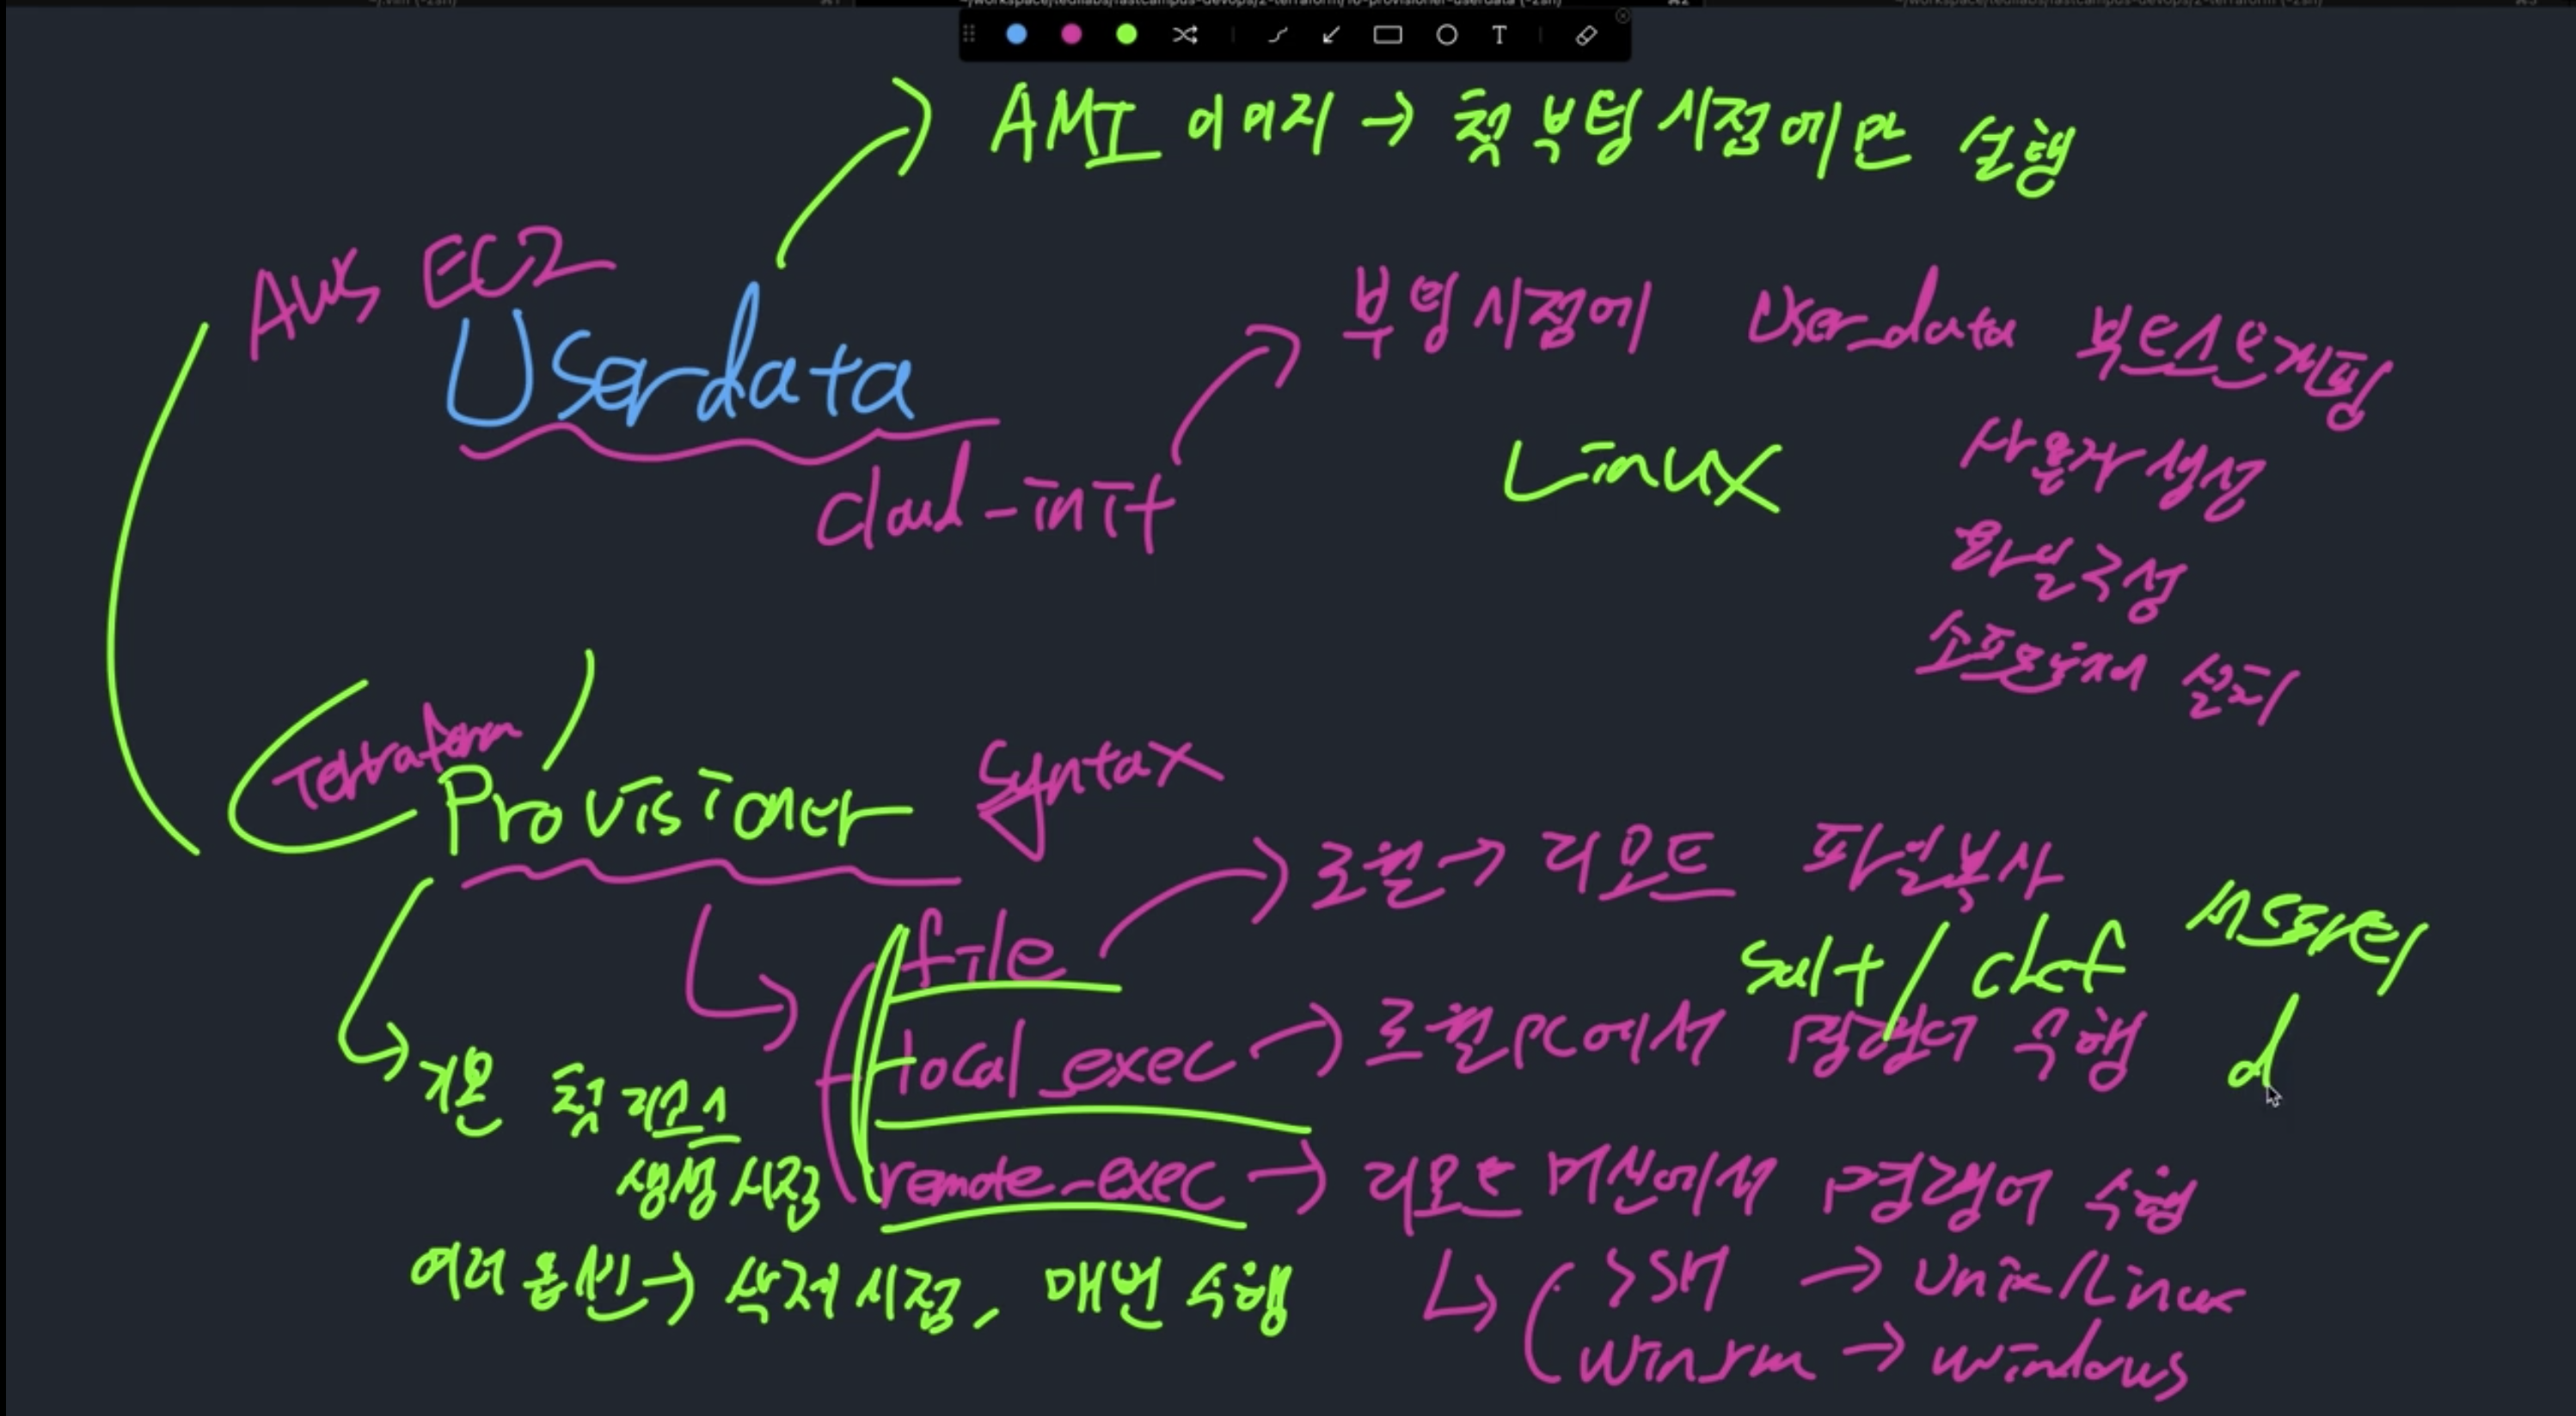 AMI 이미지 → 첫 부팅 시점에만 실행
AWS EC2
Userdata
cloud-init
부팅시점에 User_data 부트스트래핑
Linux
사용자 생성
파일 구성
소프트웨어 설치
Terraform
Provisioner
Syntax
file
로컬 → 리모트 파일복사
salt / chef
local_exec
로컬 PC에서 명령어 수행
d
remote-exec → 리모트 머신에서 명령어 수행
SSH → Unix/Linux
winrm → windows
기본 첫 리소스
생성 시점
여러 옵션 → 삭제 시점, 매번 수행
T